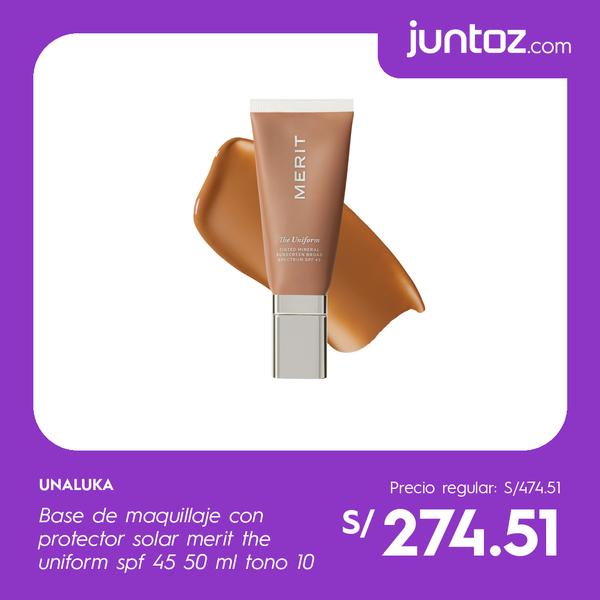 juntoz.com
MERIT
The Uniform
TINTED MINERAL
SUNSCREEN BROAD
SPECTRUM SPF 45
UNALUKA
Base de maquillaje con
protector solar merit the
uniform spf 45 50 ml tono 10
Precio regular: S/474.51
S/ 274.51